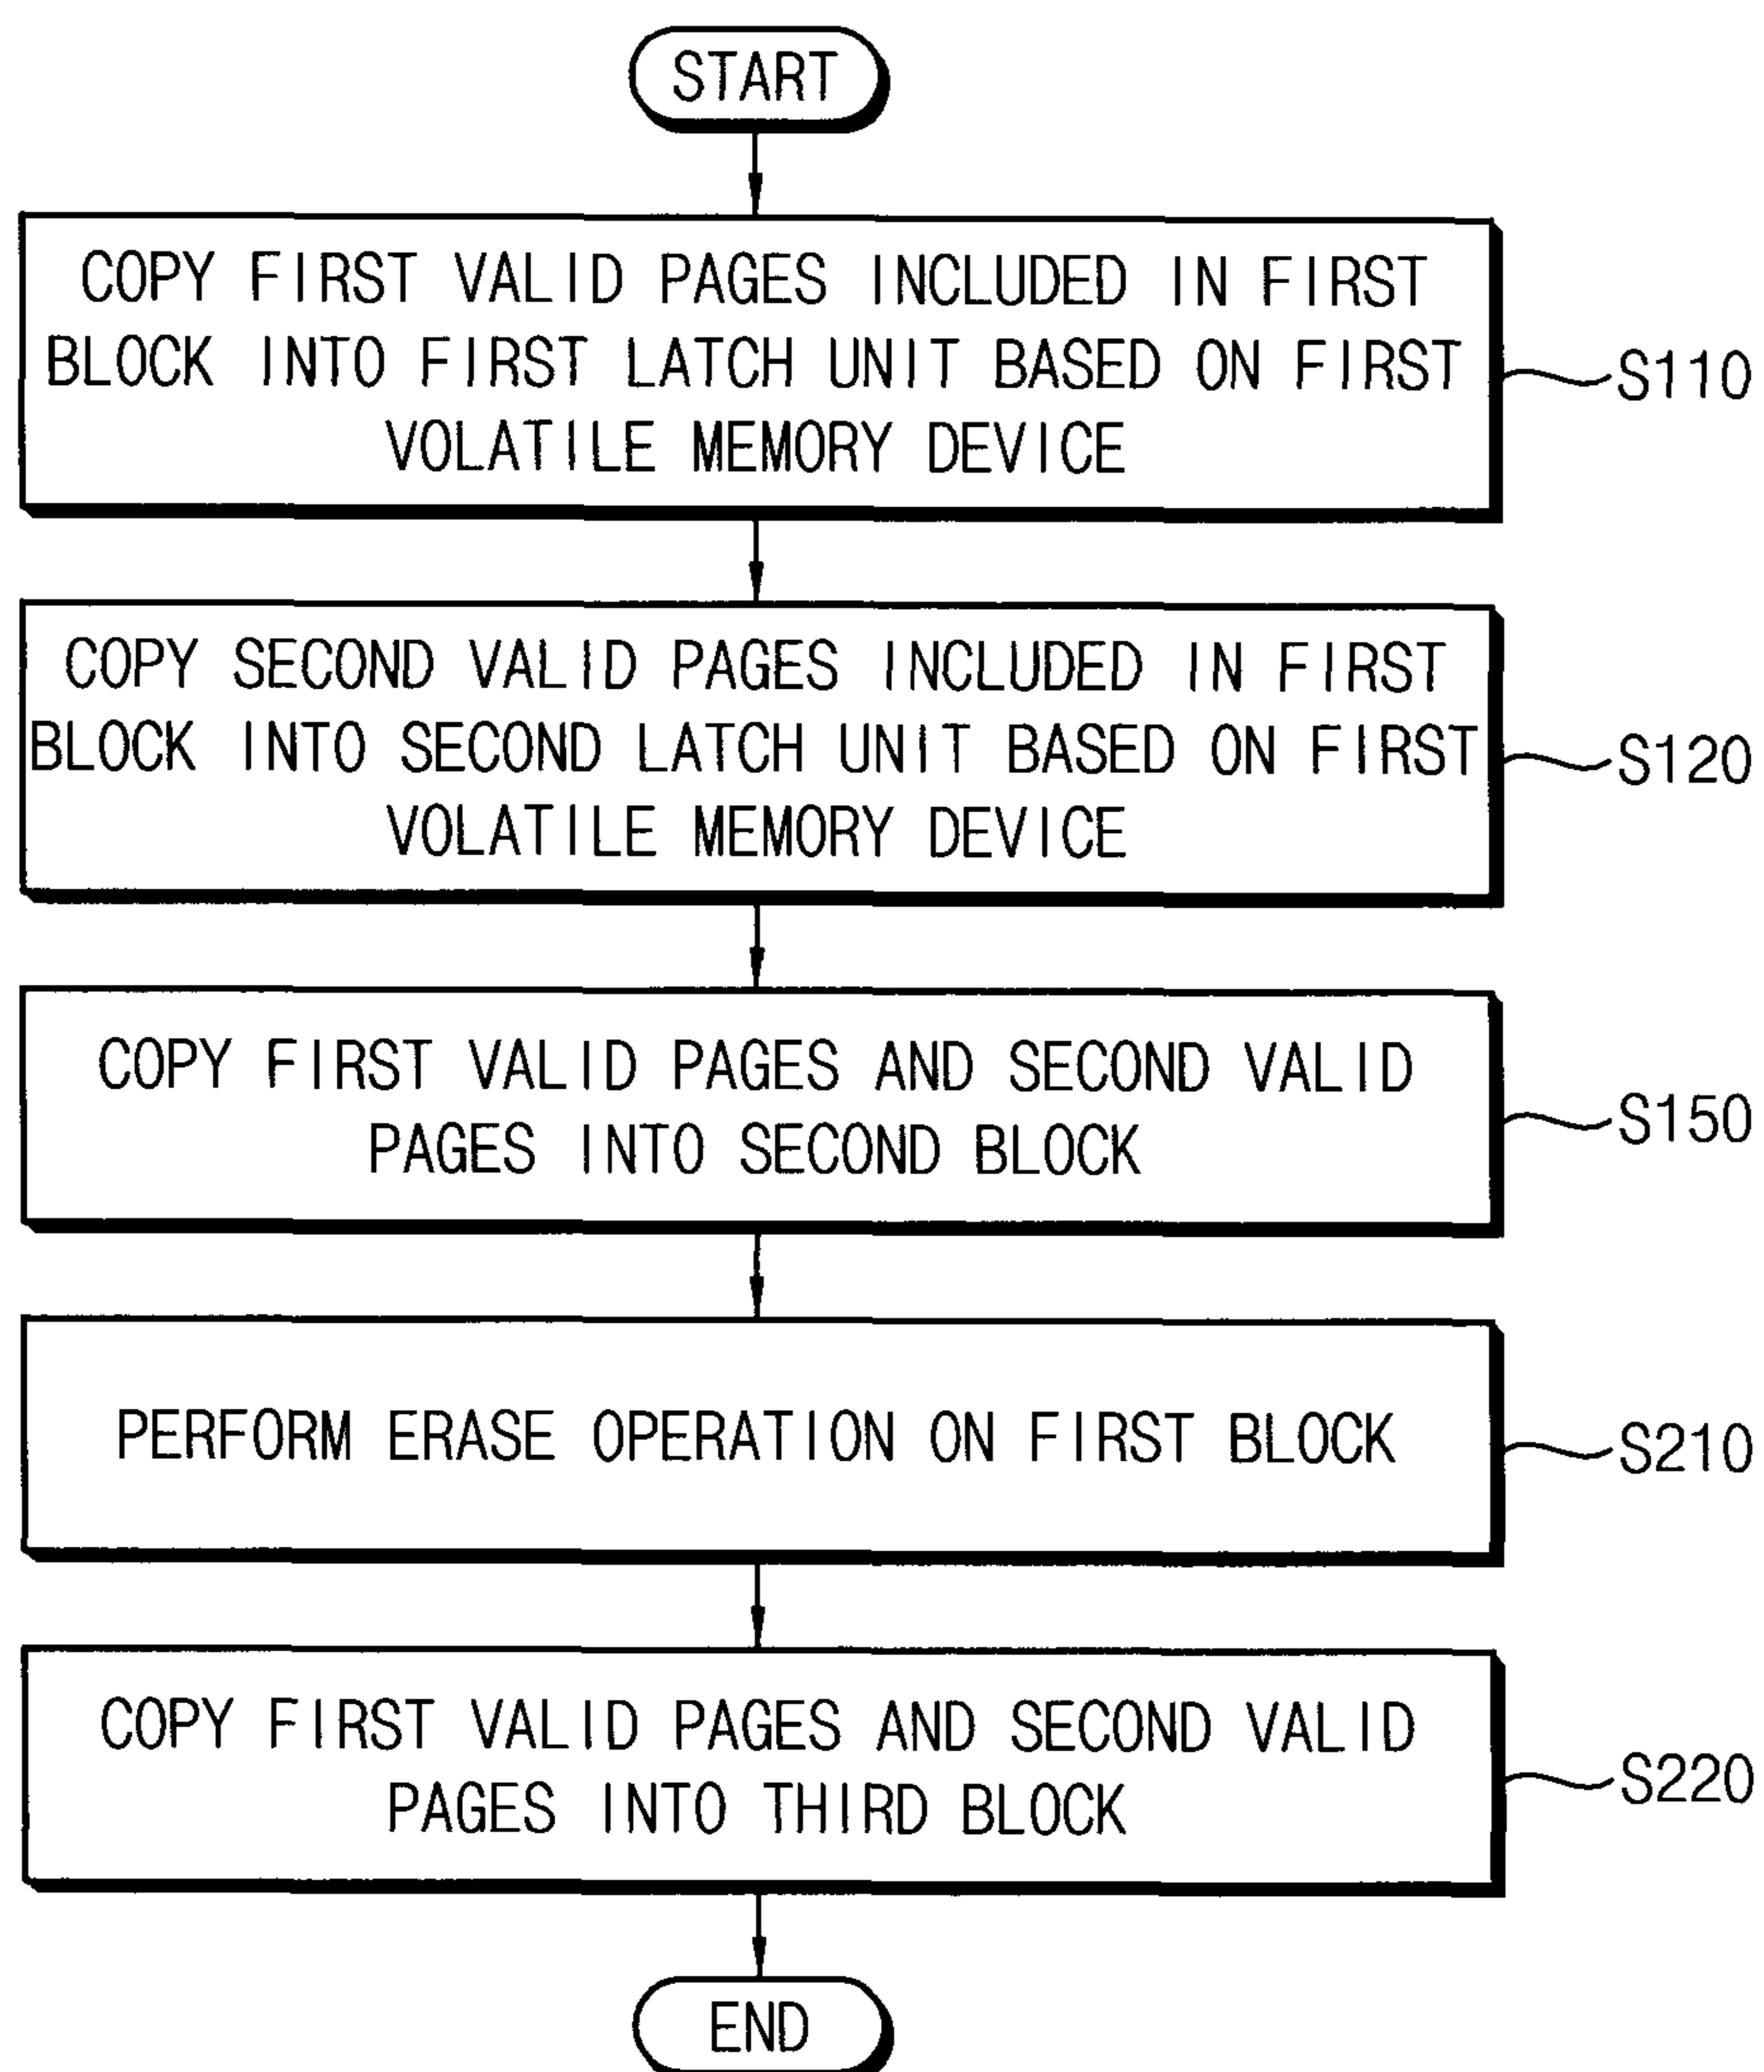 START
COPY FIRST VALID PAGES INCLUDED IN FIRST
BLOCK INTO FIRST LATCH UNIT BASED ON FIRST
VOLATILE MEMORY DEVICE
S110
COPY SECOND VALID PAGES INCLUDED IN FIRST
BLOCK INTO SECOND LATCH UNIT BASED ON FIRST
VOLATILE MEMORY DEVICE
S120
COPY FIRST VALID PAGES AND SECOND VALID
PAGES INTO SECOND BLOCK
S150
PERFORM ERASE OPERATION ON FIRST BLOCK
S210
COPY FIRST VALID PAGES AND SECOND VALID
PAGES INTO THIRD BLOCK
S220
END